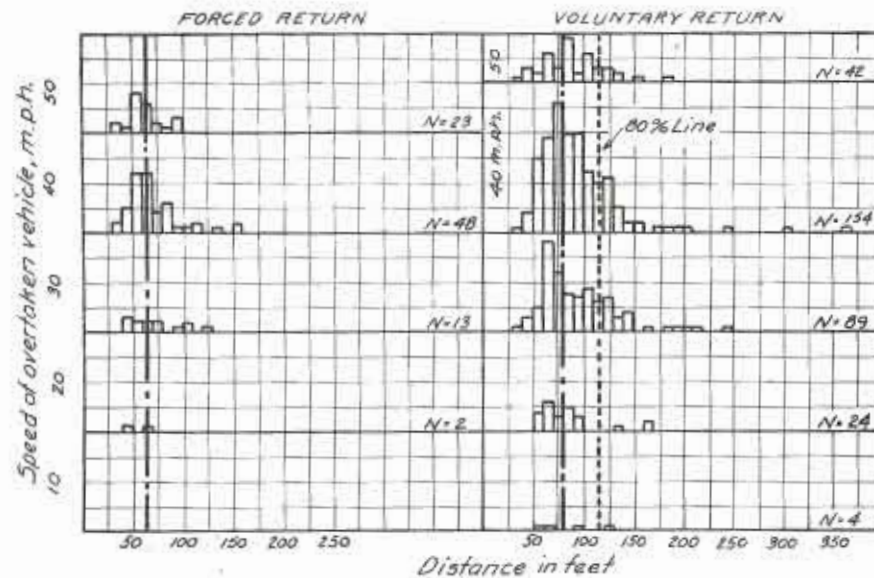 FORCED RETURN
VOLUNTARY RETURN
Speed of overtaken vehicle, m.p.h.
50
40
30
20
10
50
40 m.p.h.
80% Line
N=23
N=48
N=13
N=2
N=42
N=154
N=89
N=24
N=4
50 100 150 200 250
50 100 150 200 250 300 350
Distance in feet